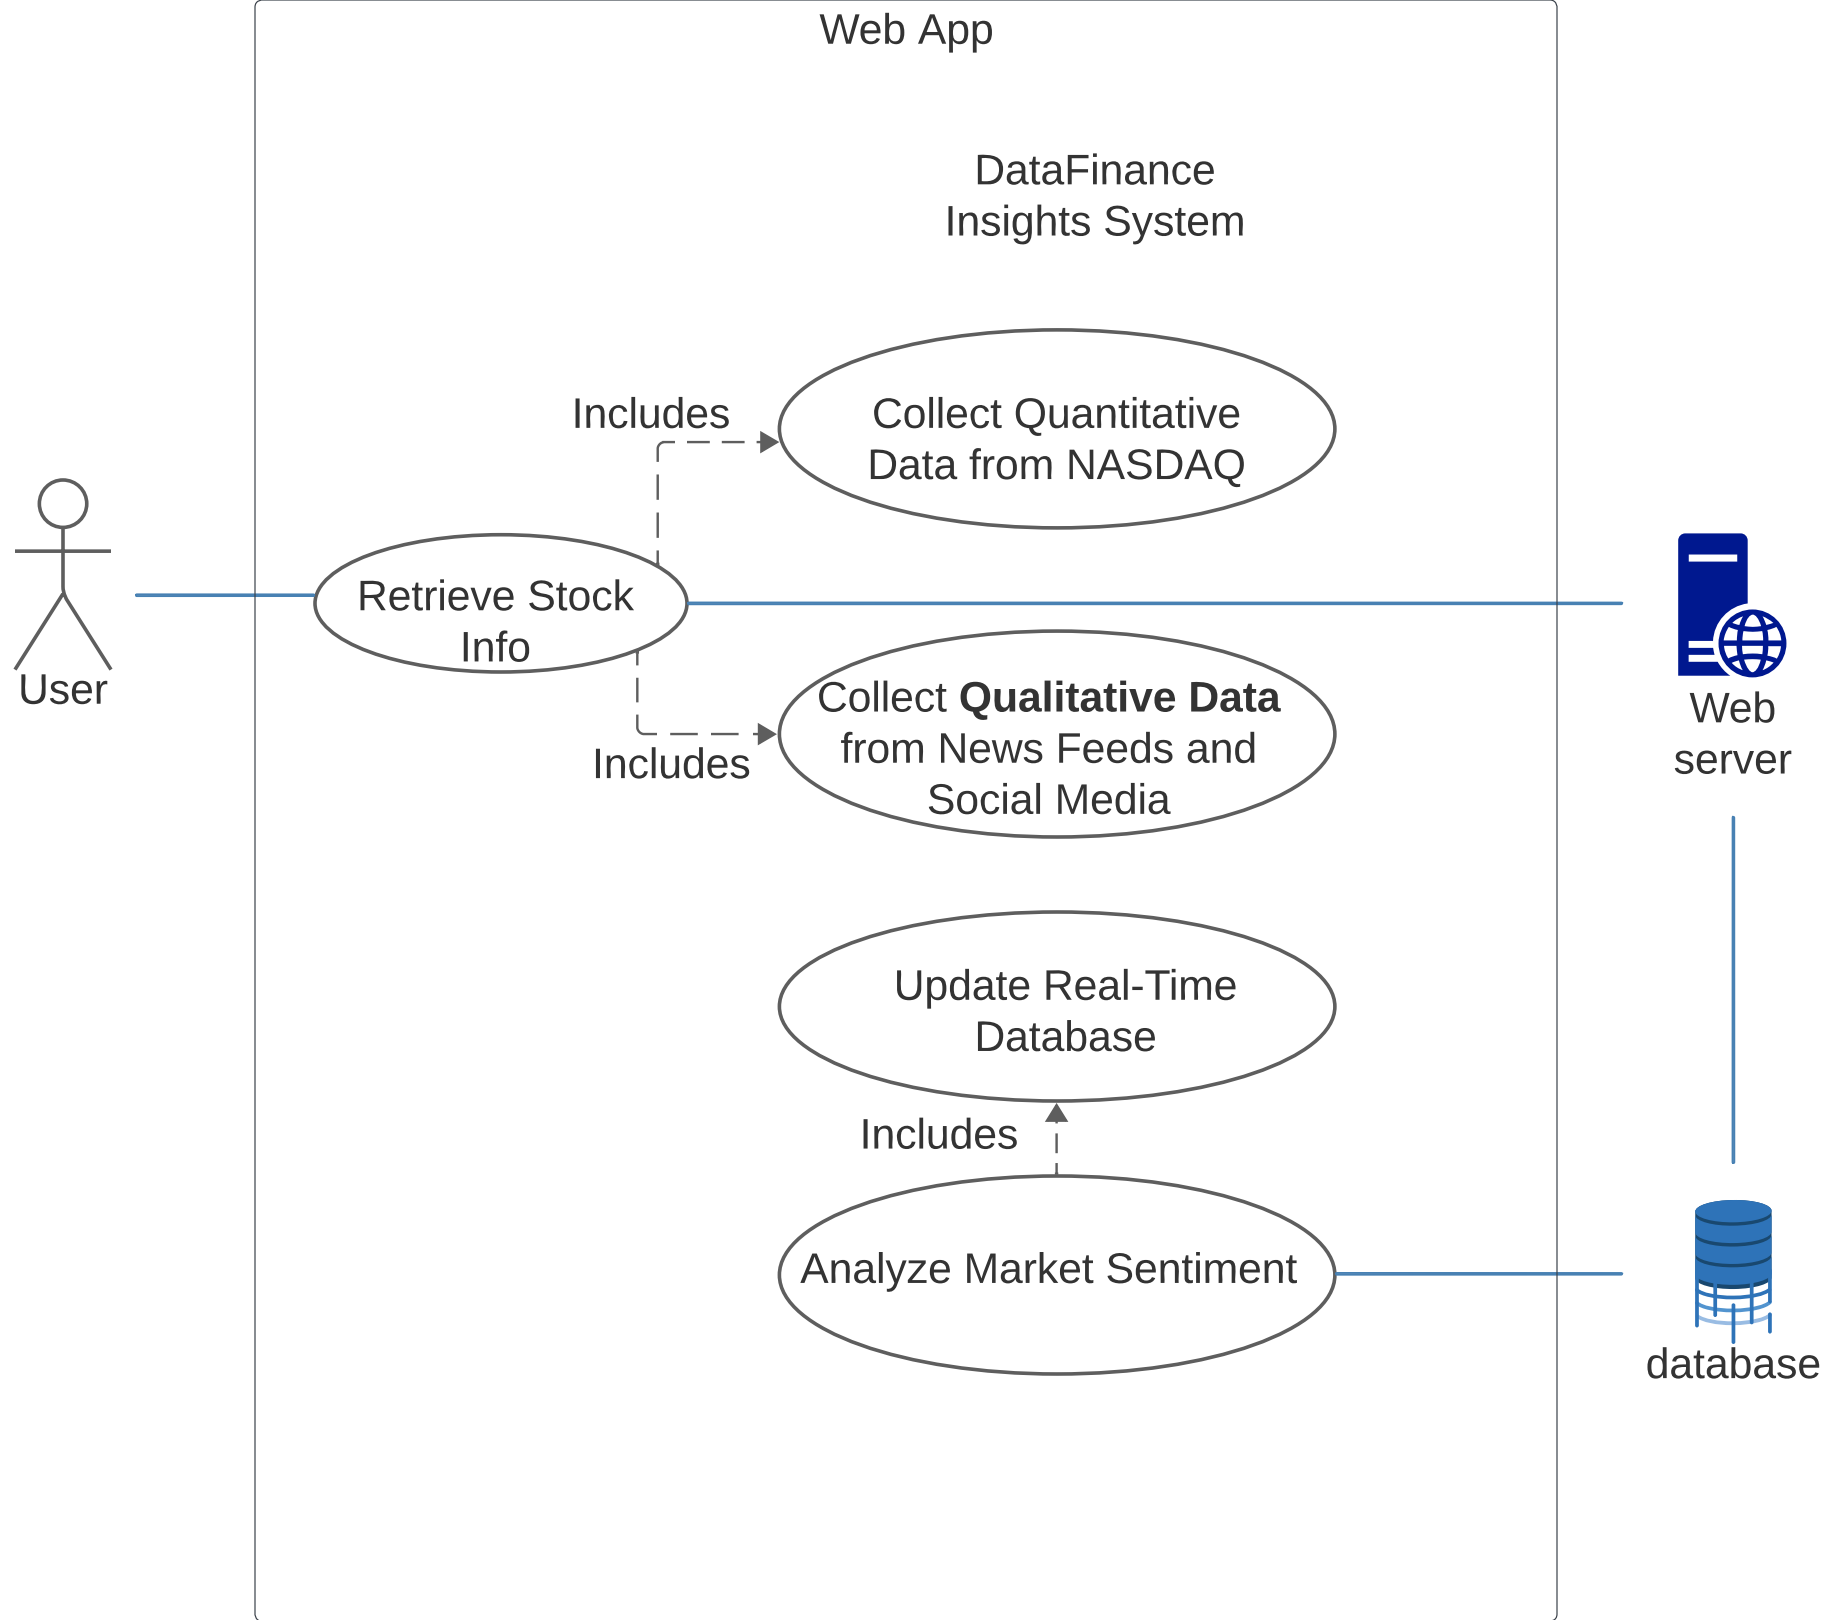 Web App
DataFinance
Insights System
Includes
Collect Quantitative
Data from NASDAQ
User
Retrieve Stock
Info
Includes
Collect Qualitative Data
from News Feeds and
Social Media
Web
server
Update Real-Time
Database
Includes
Analyze Market Sentiment
database